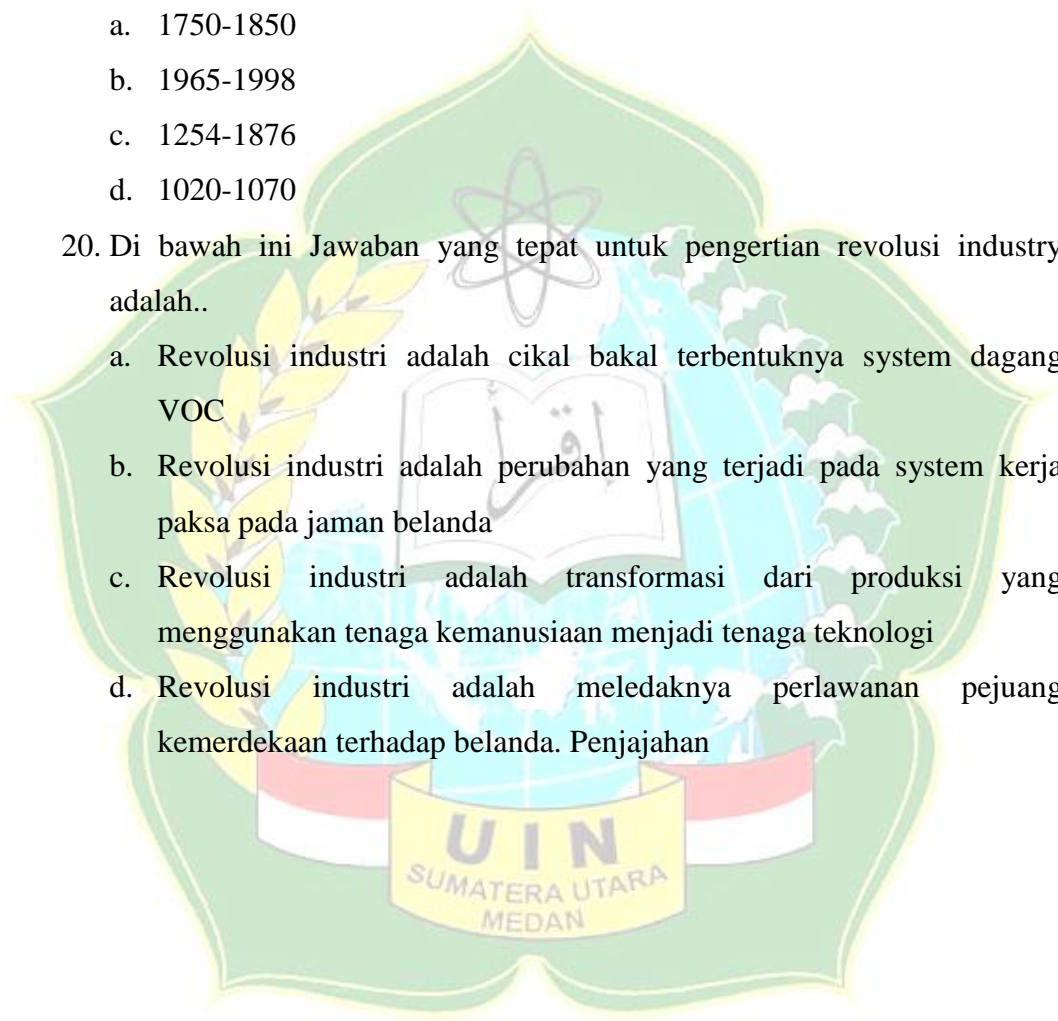 a. 1750-1850
b. 1965-1998
c. 1254-1876
d. 1020-1070
20. Di bawah ini Jawaban yang tepat untuk pengertian revolusi industry
adalah..
a. Revolusi industri adalah cikal bakal terbentuknya system dagang
VOC
b. Revolusi industri adalah perubahan yang terjadi pada system kerja
paksa pada jaman belanda
c. Revolusi industri adalah transformasi dari produksi yang
menggunakan tenaga kemanusiaan menjadi tenaga teknologi
d. Revolusi industri adalah meledaknya perlawanan pejuang
kemerdekaan terhadap belanda. Penjajahan
اقرأ
UIN
SUMATERA UTARA
MEDAN